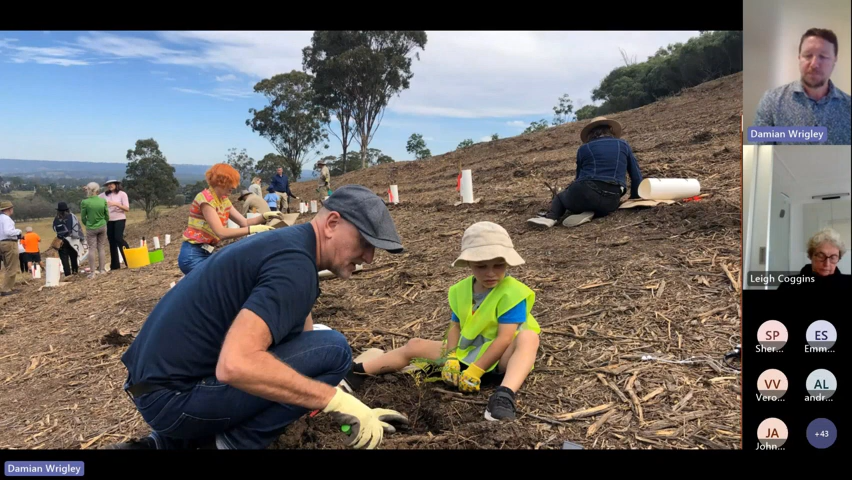 Damian Wrigley
Leigh Coggins
SP
ES
Sher...
Emm...
VV
AL
Vero...
andr...
JA
+43
John...
Damian Wrigley